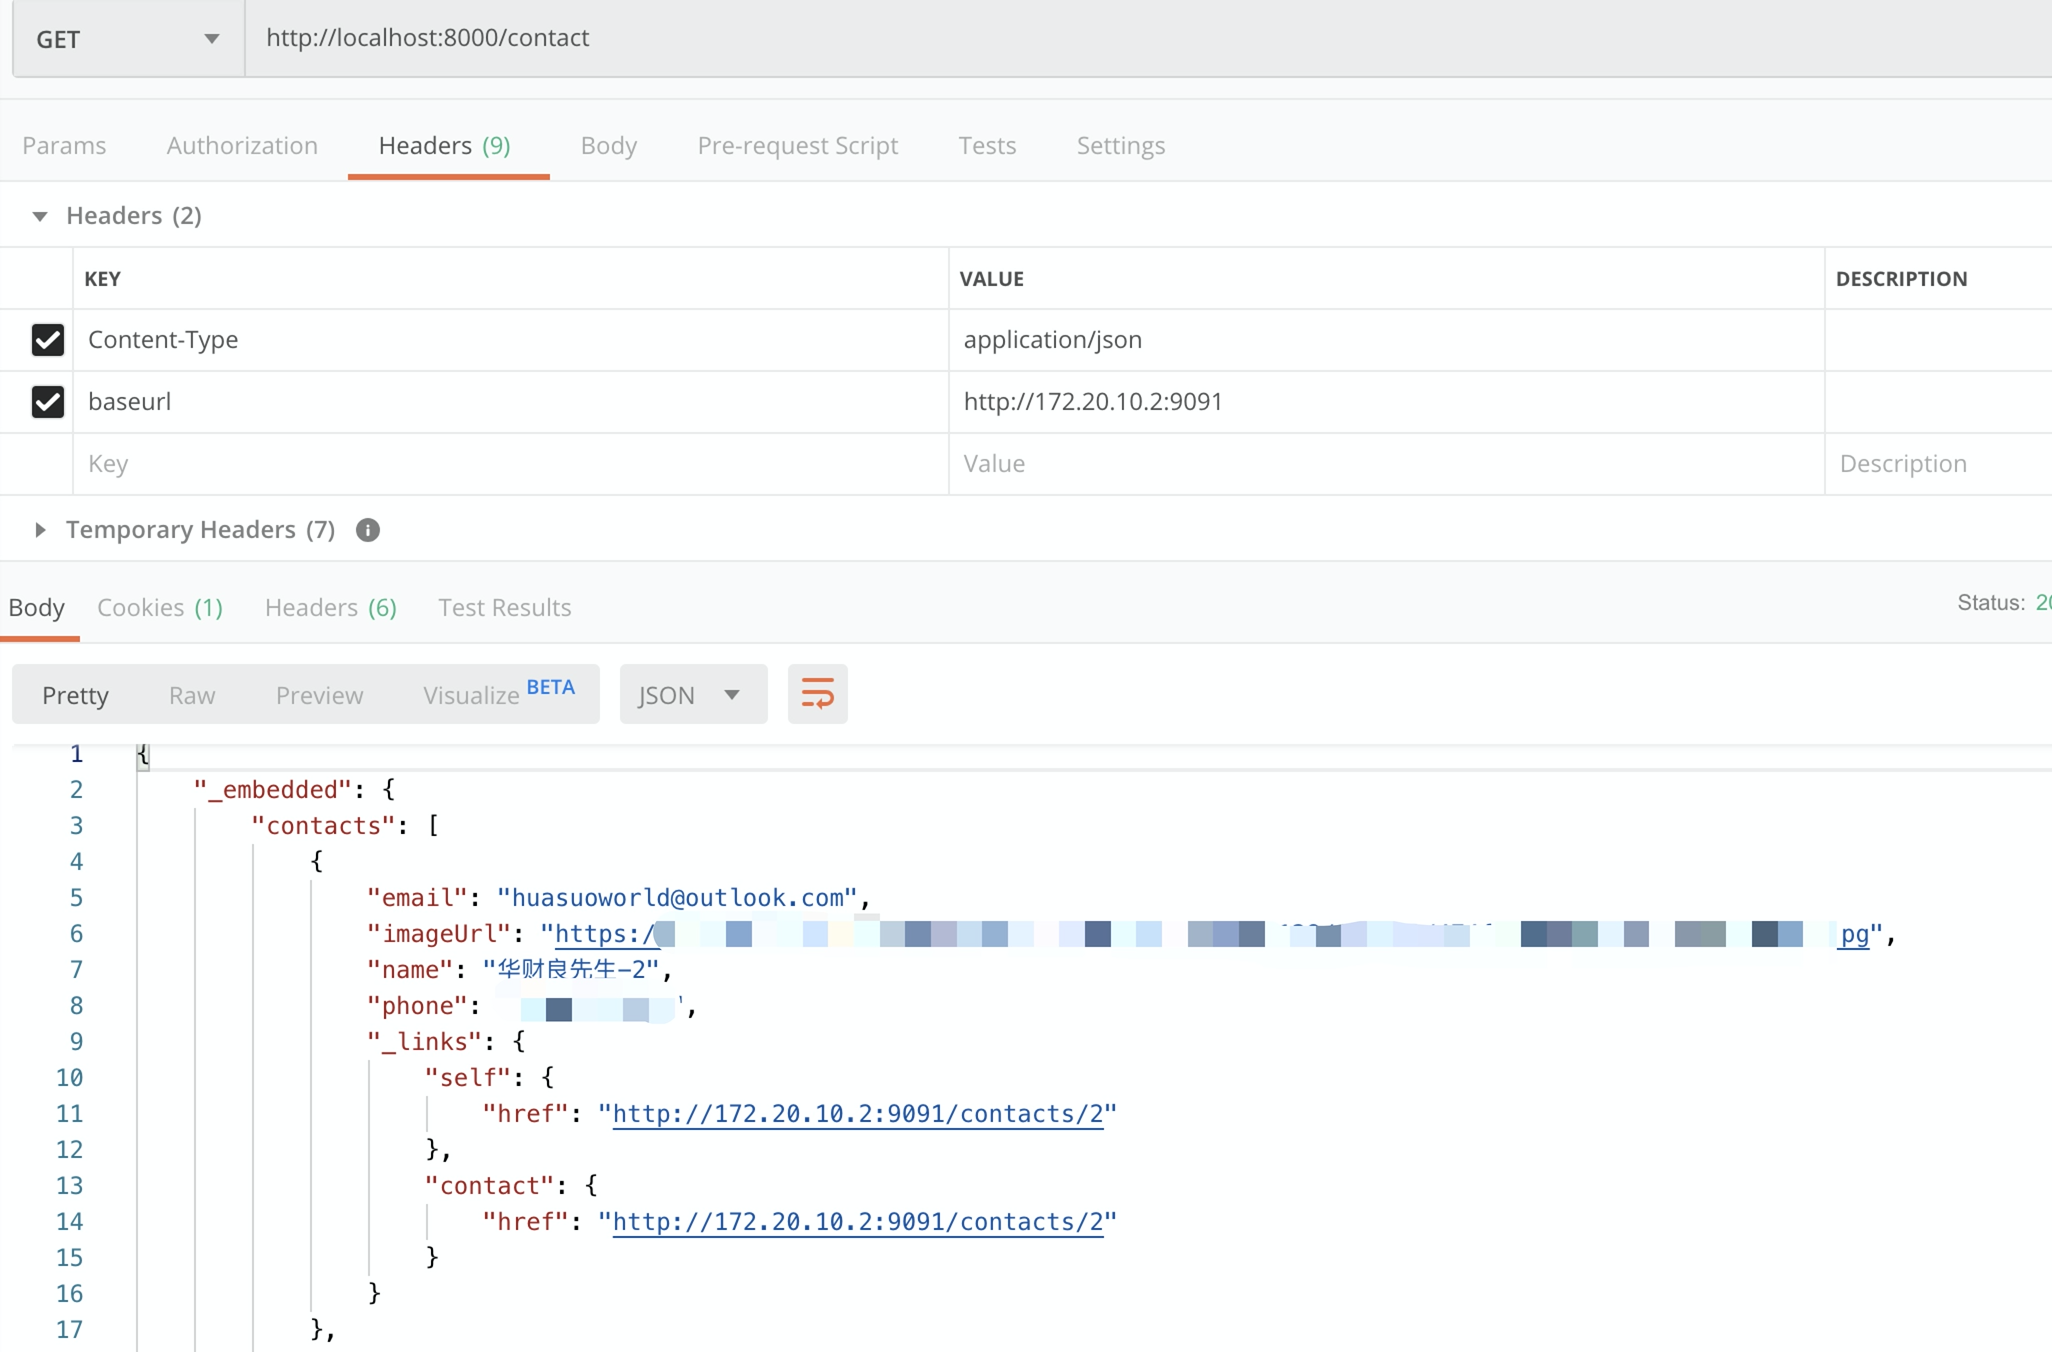 GET http://localhost:8000/contact
Params Authorization Headers (9) Body Pre-request Script Tests Settings
Headers (2)
KEY VALUE DESCRIPTION
Content-Type application/json
baseurl http://172.20.10.2:9091
Key Value Description
Temporary Headers (7) i
Body Cookies (1) Headers (6) Test Results Status: 20
Pretty Raw Preview Visualize BETA JSON
1 {
2 "_embedded": {
3 "contacts": [
4 {
5 "email": "huasuoworld@outlook.com",
6 "imageUrl": "https:/ pg",
7 "name": "华财良先生-2",
8 "phone": ",
9 "_links": {
10 "self": {
11 "href": "http://172.20.10.2:9091/contacts/2"
12 },
13 "contact": {
14 "href": "http://172.20.10.2:9091/contacts/2"
15 }
16 }
17 },